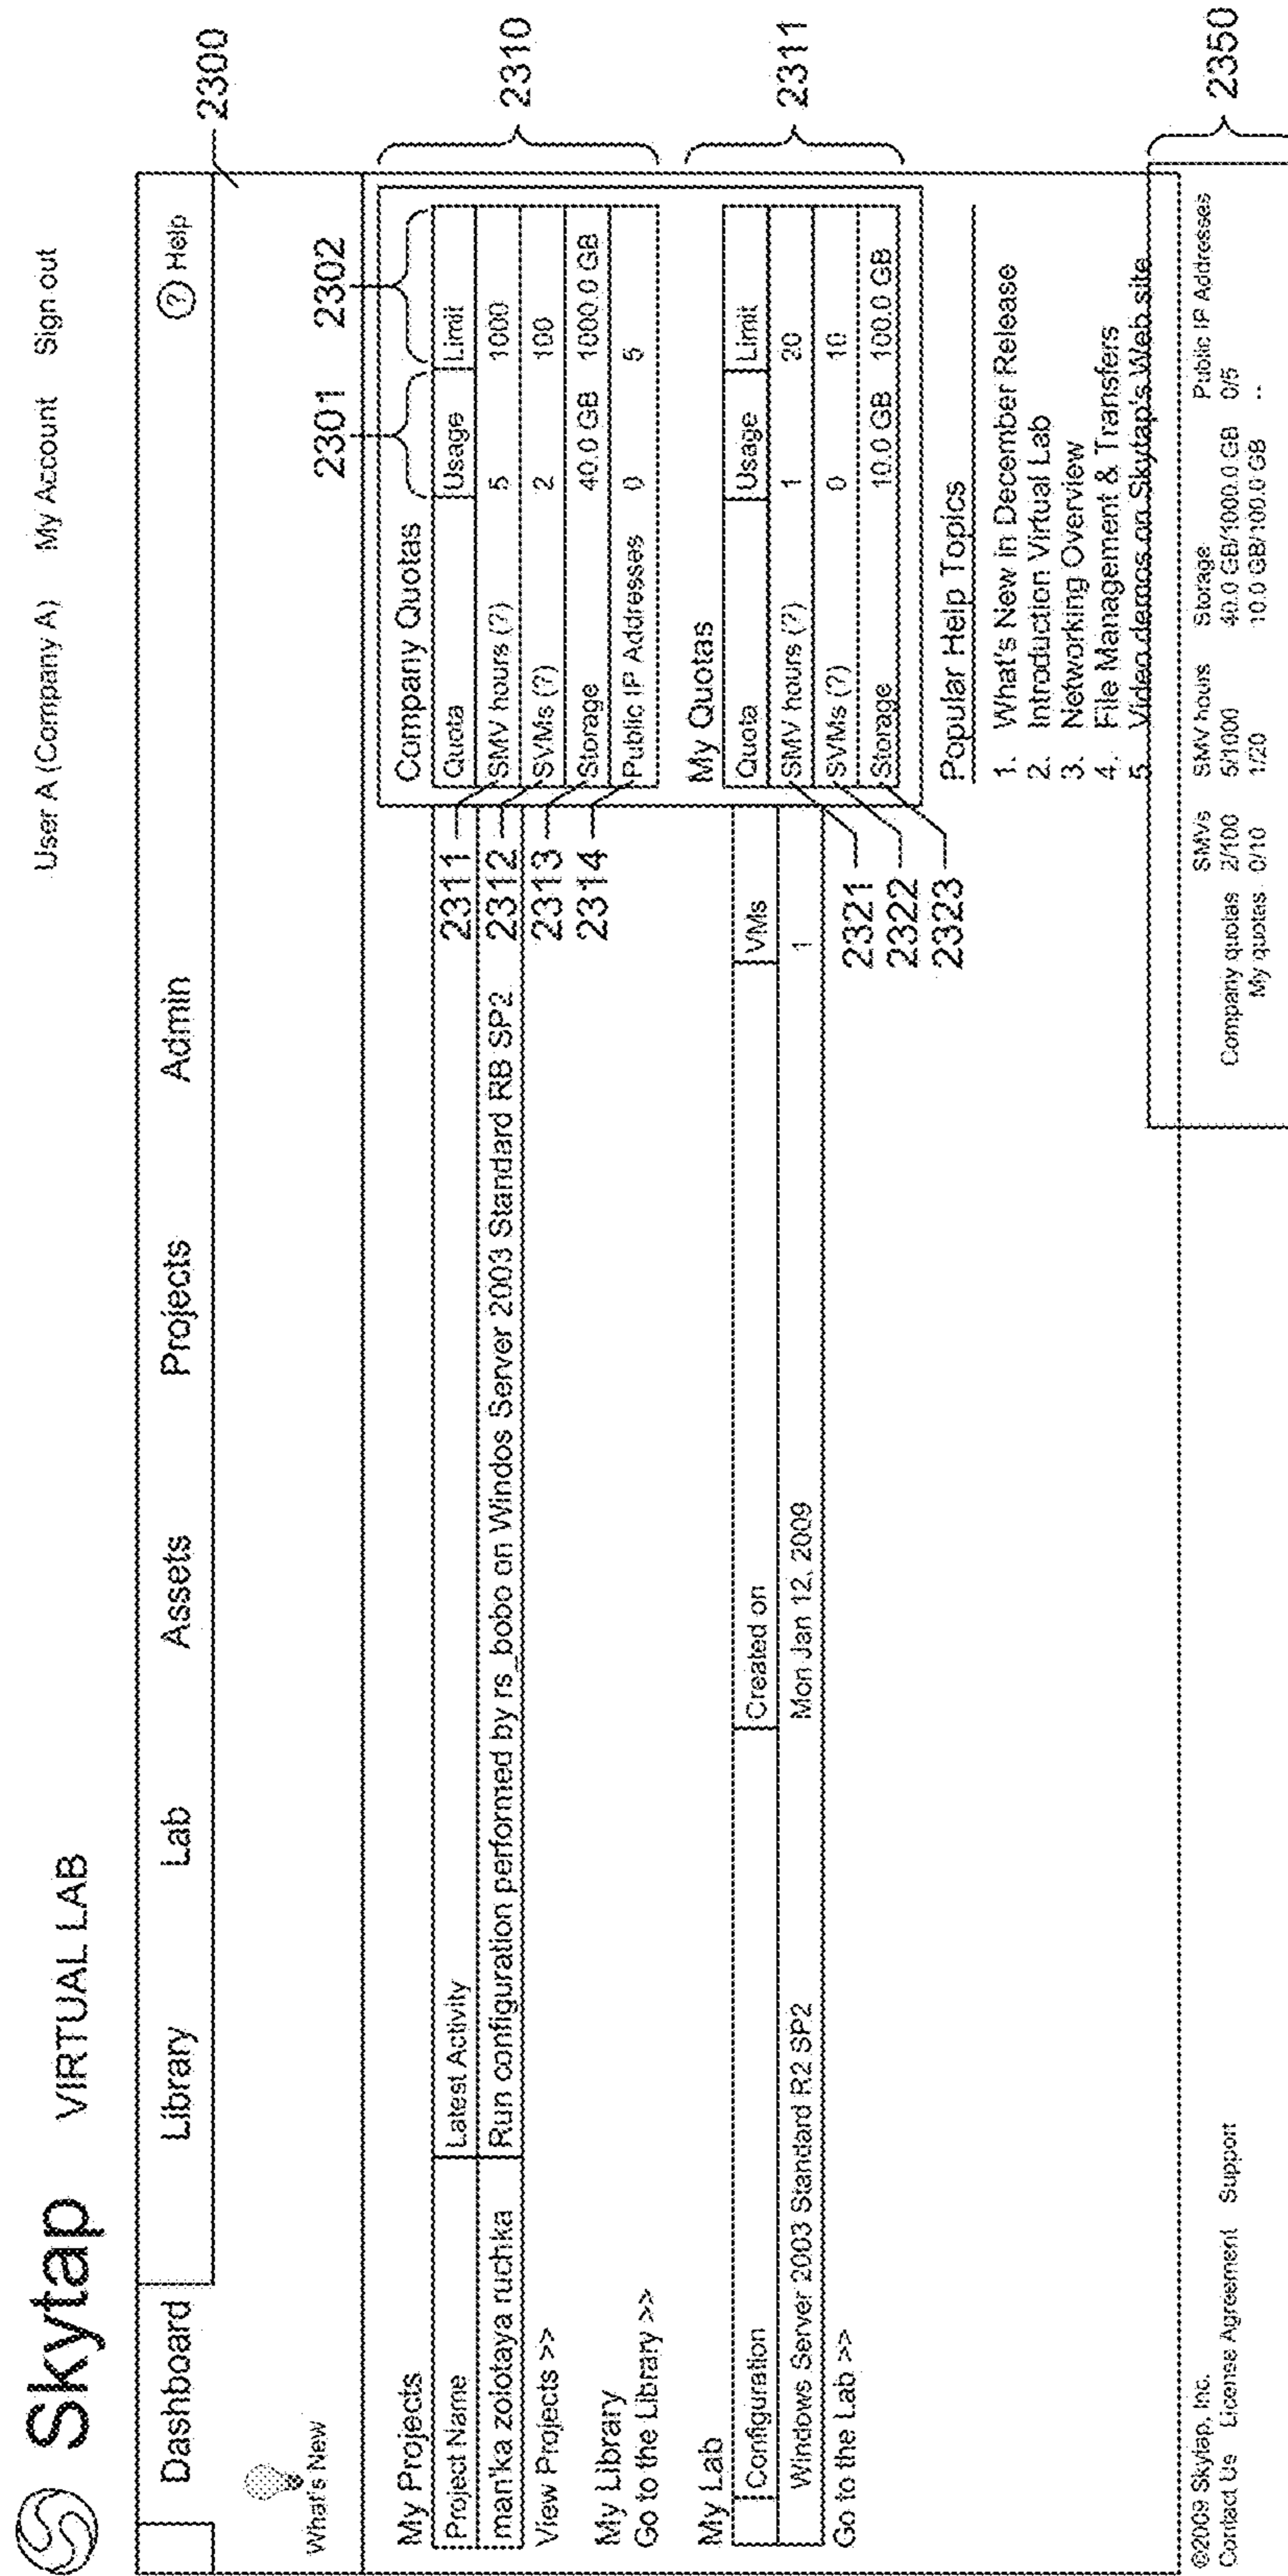 Skytap VIRTUAL LAB
User A (Company A) My Account Sign out
Dashboard Library Lab Assets Projects Admin (?) Help
2300
What's New
2301 2302
My Projects
Project Name Latest Activity
man'ka zolotaya ruchka Run configuration performed by rs_bobo on Windos Server 2003 Standard RB SP2
View Projects >>
My Library
Go to the Library >>
My Lab
Configuration Created on VMs
Windows Server 2003 Standard R2 SP2 Mon Jan 12, 2009 1
Go to the Lab >>
Company Quotas
Quota Usage Limit
SMV hours (?) 5 1000
SVMs (?) 2 100
Storage 40.0 GB 1000.0 GB
Public IP Addresses 0 5
2310
2311
2312
2313
2314
My Quotas
Quota Usage Limit
SMV hours (?) 1 20
SVMs (?) 0 10
Storage 10.0 GB 100.0 GB
2311
2321
2322
2323
Popular Help Topics
1. What's New in December Release
2. Introduction Virtual Lab
3. Networking Overview
4. File Management & Transfers
5. Video demos on Skytap's Web site
SMVs SMV hours Storage Public IP Addresses
Company quotas 2/100 5/1000 40.0 GB/1000.0 GB 0/5
My quotas 0/10 1/20 10.0 GB/100.0 GB --
2350
©2009 Skytap, Inc.
Contact Us License Agreement Support